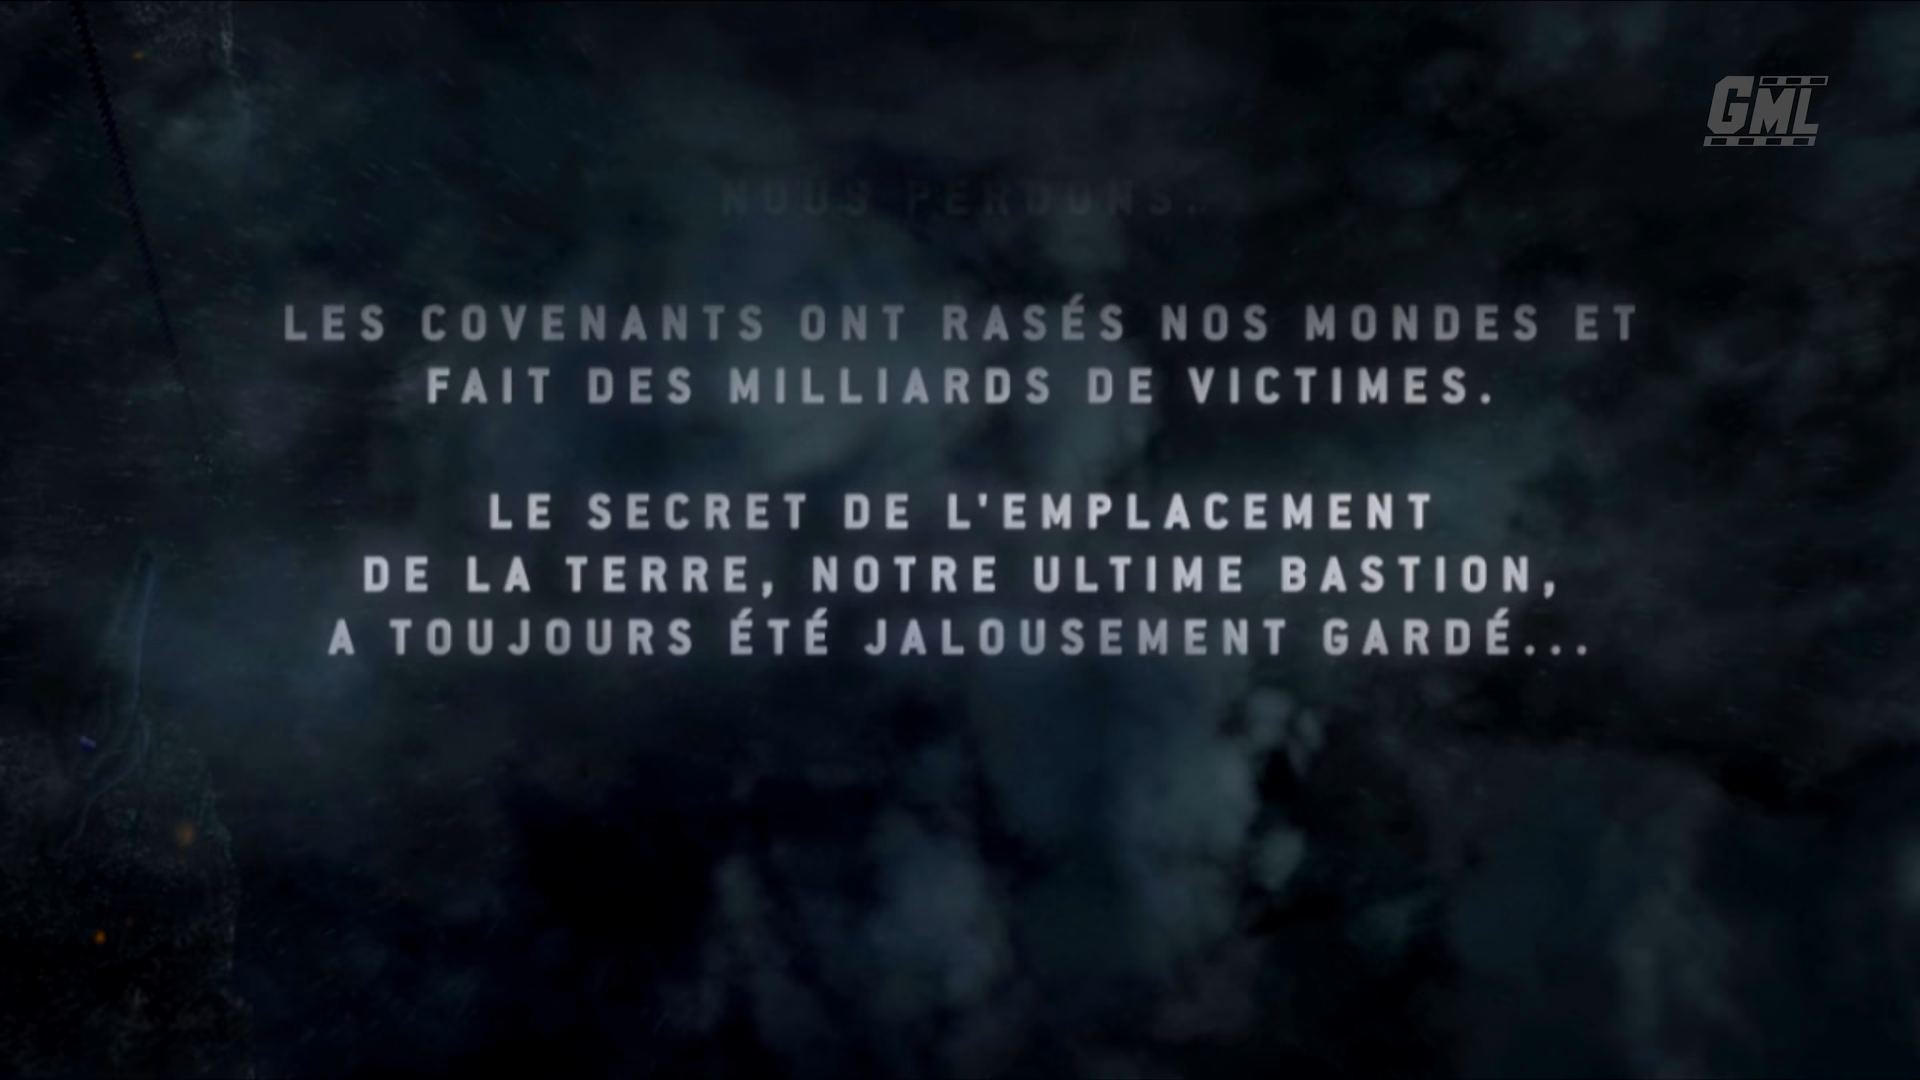 GML
NOUS PERDONS.
LES COVENANTS ONT RASÉS NOS MONDES ET
FAIT DES MILLIARDS DE VICTIMES.
LE SECRET DE L'EMPLACEMENT
DE LA TERRE, NOTRE ULTIME BASTION,
A TOUJOURS ÉTÉ JALOUSEMENT GARDÉ...